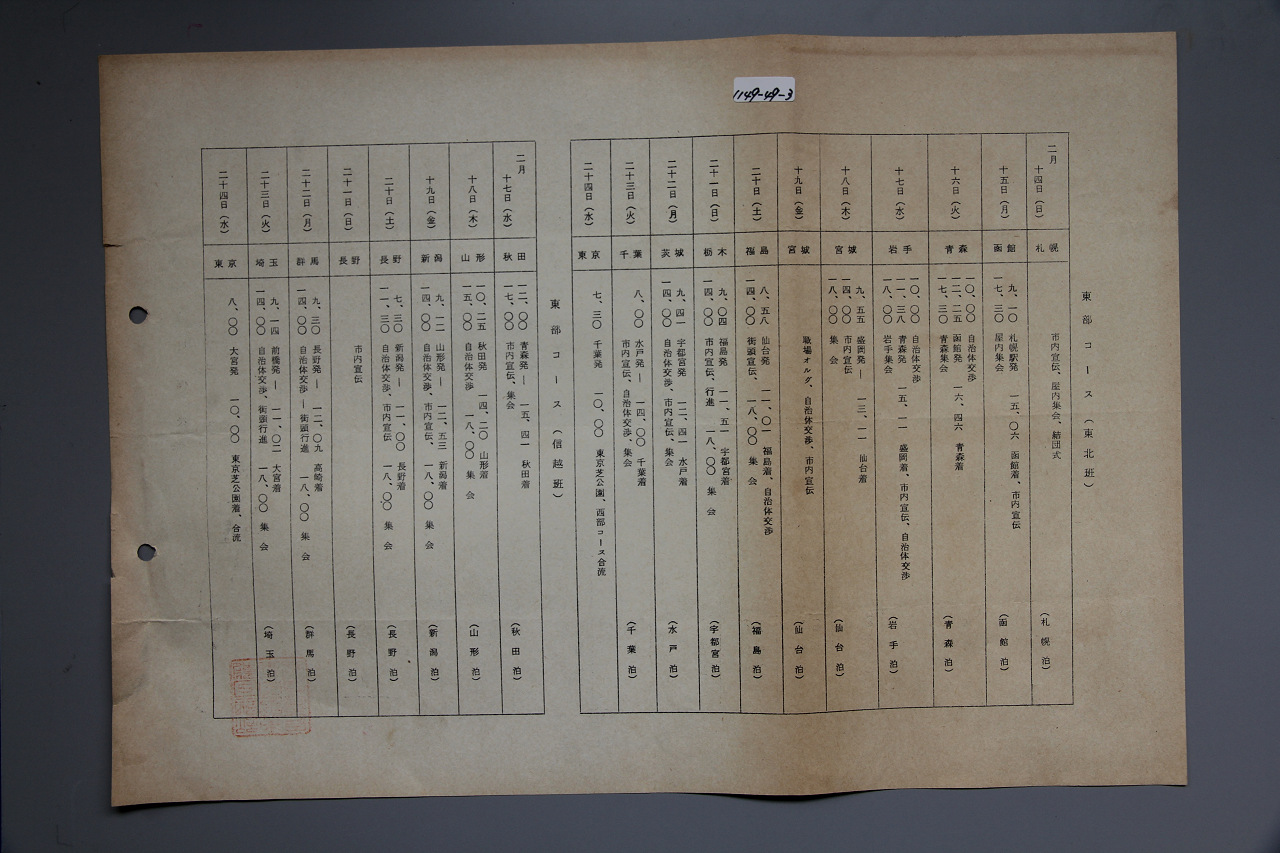 1149-49-3
東部コース（東北班）
二月
十四日（日）
札幌
市内宣伝、屋内集会、結団式
（札幌泊）
十五日（月）
函館
九、一〇 札幌駅発 一五、〇六 函館着、市内宣伝
一七、三〇 屋内集会
（函館泊）
十六日（火）
青森
一〇、〇〇 自治体交渉
一二、二五 函館発 一六、四六 青森着
一七、三〇 青森集会
（青森泊）
十七日（水）
岩手
一〇、〇〇 自治体交渉
一一、三八 青森発 一五、一一 盛岡着、市内宣伝、自治体交渉
一八、〇〇 岩手集会
（岩手泊）
十八日（木）
宮城
九、五五 盛岡発― 一三、一一 仙台着
一四、〇〇 市内宣伝
一八、〇〇 集会
（仙台泊）
十九日（金）
宮城
職場オルグ、自治体交渉、市内宣伝
（仙台泊）
二十日（土）
福島
八、五八 仙台発 一一、〇一 福島着、自治体交渉
一四、〇〇 街頭宣伝、一八、〇〇 集会
（福島泊）
二十一日（日）
栃木
九、〇四 福島発 一一、五一 宇都宮着
一四、〇〇 市内宣伝、行進 一八、〇〇 集会
（宇都宮泊）
二十二日（月）
茨城
九、四一 宇都宮発 一二、四一 水戸着
一四、〇〇 自治体交渉、市内宣伝、集会
（水戸泊）
二十三日（火）
千葉
八、〇〇 水戸発― 一四、〇〇 千葉着
市内宣伝、自治体交渉、集会
（千葉泊）
二十四日（水）
東京
七、三〇 千葉発 一〇、〇〇 東京芝公園、西部コース合流
東部コース（信越班）
二月
十七日（水）
秋田
一二、〇〇 青森発― 一五、四一 秋田着
一七、〇〇 市内宣伝、集会
（秋田泊）
十八日（木）
山形
一〇、二五 秋田発 一四、二〇 山形着
一五、〇〇 自治体交渉 一八、〇〇 集会
（山形泊）
十九日（金）
新潟
九、一二 山形発― 一二、五三 新潟着
一四、〇〇 自治体交渉、市内宣伝、一八、〇〇 集会
（新潟泊）
二十日（土）
長野
七、三〇 新潟発― 一一、〇〇 長野着
一一、三〇 自治体交渉、市内宣伝 一八、〇〇 集会
（長野泊）
二十一日（日）
長野
市内宣伝
（長野泊）
二十二日（月）
群馬
九、三〇 長野発― 一二、〇九 高崎着
一四、〇〇 自治体交渉―街頭行進 一八、〇〇 集会
（群馬泊）
二十三日（火）
埼玉
九、一四 前橋発― 一一、〇二 大宮着
一四、〇〇 自治体交渉、街頭行進 一八、〇〇 集会
（埼玉泊）
二十四日（水）
東京
八、〇〇 大宮発 一〇、〇〇 東京芝公園着、合流